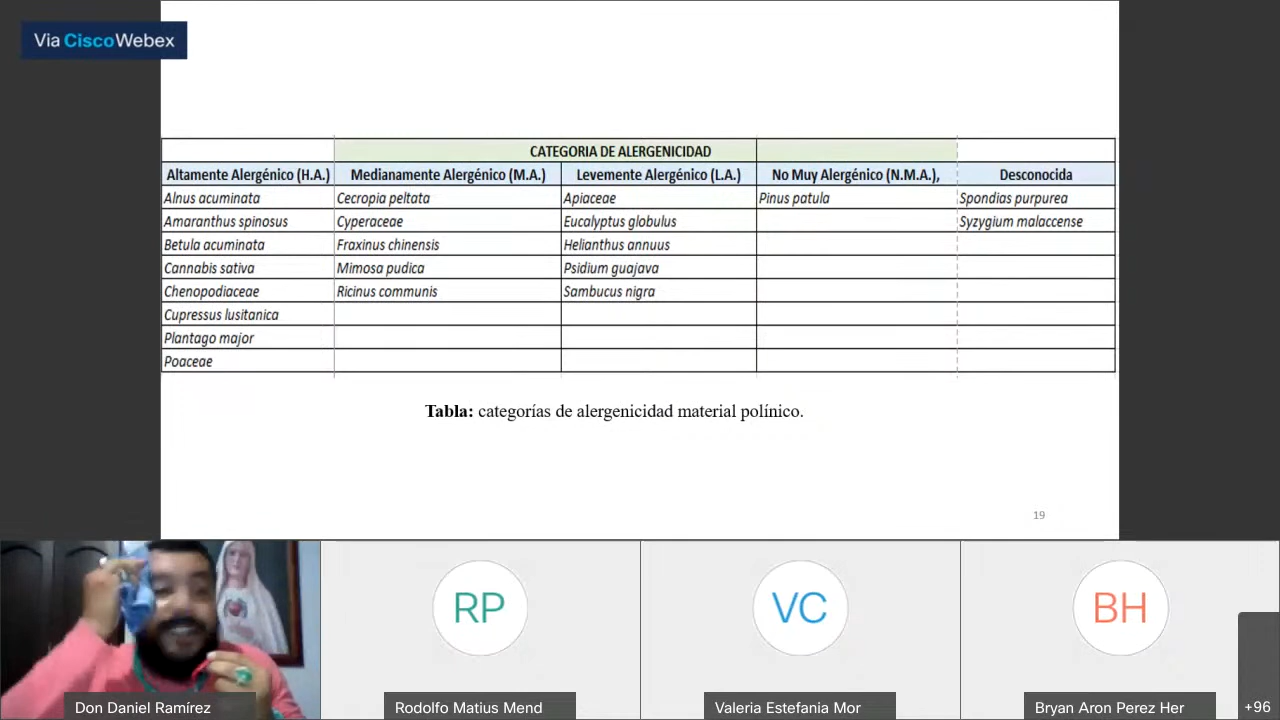 Via CiscoWebex
CATEGORIA DE ALERGENICIDAD
Altamente Alergénico (H.A.) Medianamente Alergénico (M.A.) Levemente Alergénico (L.A.) No Muy Alergénico (N.M.A.), Desconocida
Alnus acuminata Cecropia peltata Apiaceae Pinus patula Spondias purpurea
Amaranthus spinosus Cyperaceae Eucalyptus globulus Syzygium malaccense
Betula acuminata Fraxinus chinensis Helianthus annuus
Cannabis sativa Mimosa pudica Psidium guajava
Chenopodiaceae Ricinus communis Sambucus nigra
Cupressus lusitanica
Plantago major
Poaceae
Tabla: categorías de alergenicidad material polínico.
19
RP VC BH
Don Daniel Ramírez Rodolfo Matius Mend Valeria Estefania Mor Bryan Aron Perez Her +96